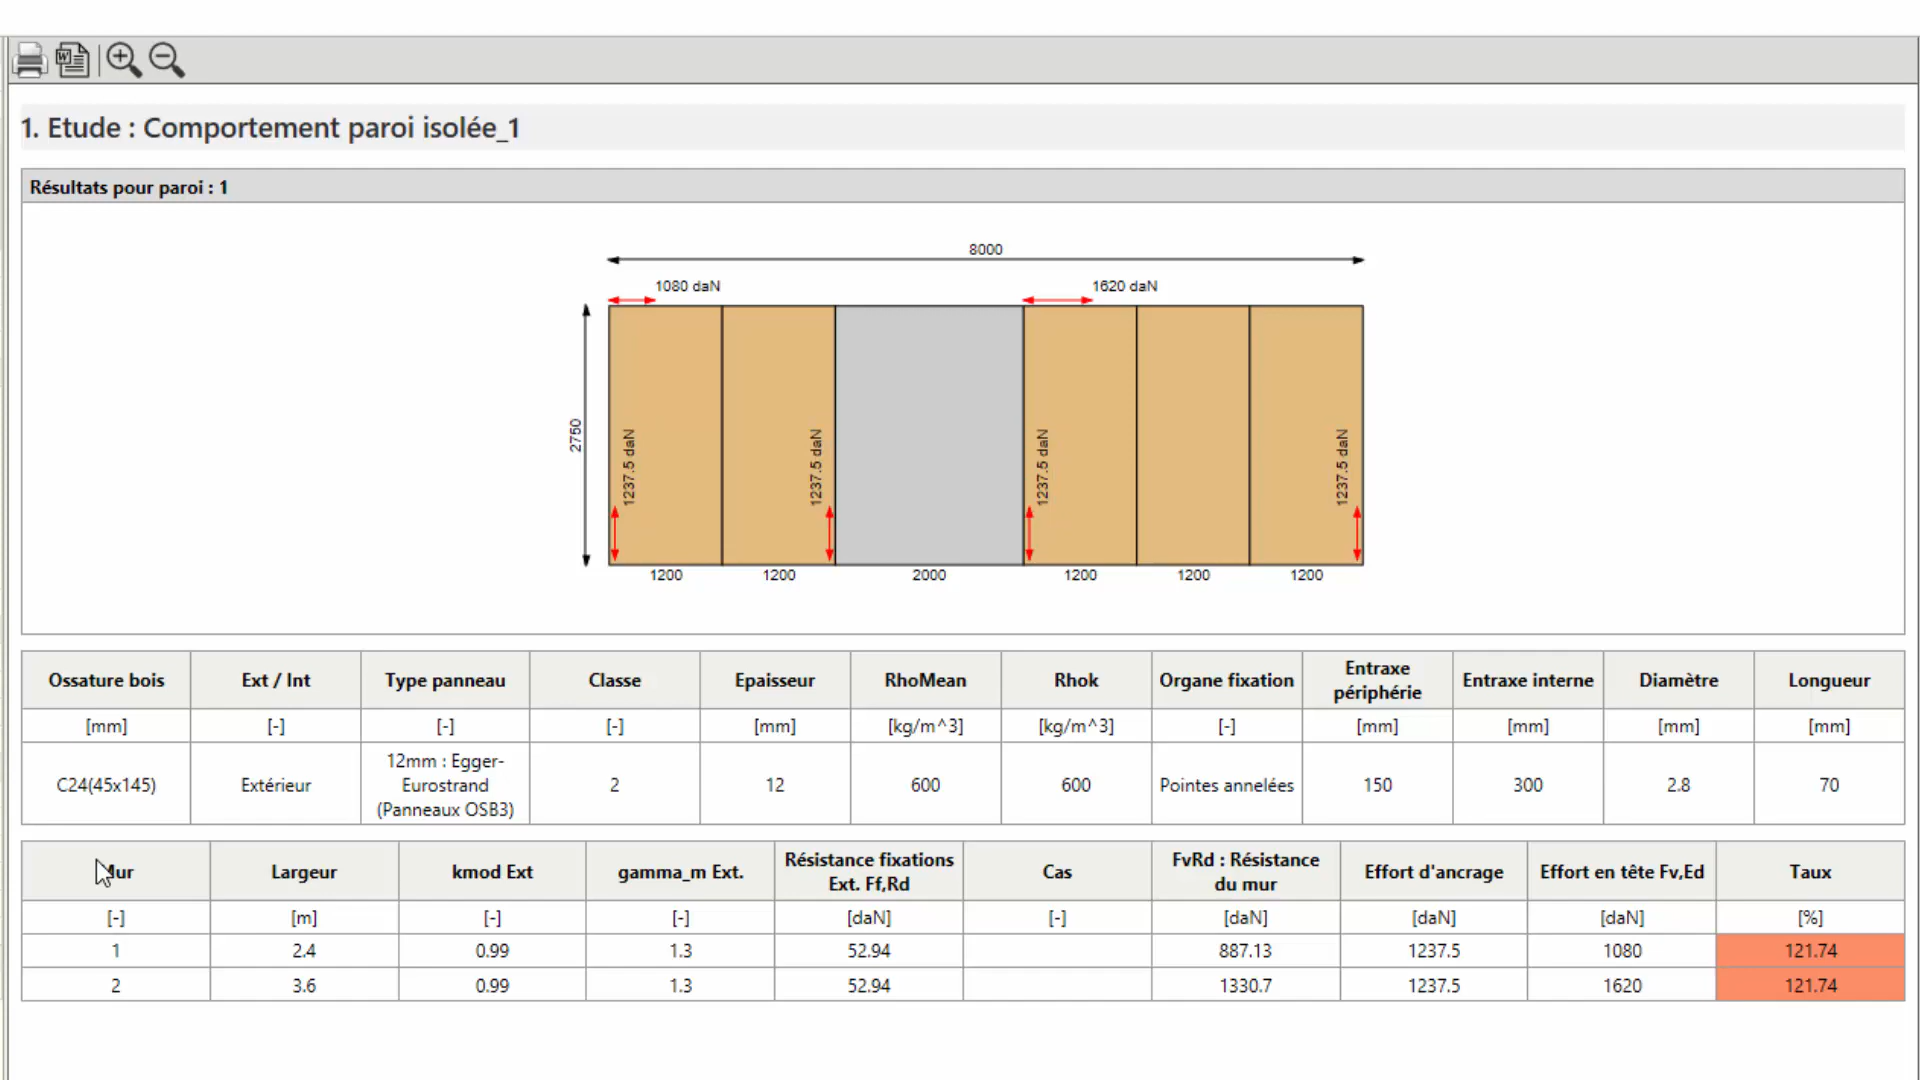 1. Etude : Comportement paroi isolée_1
Résultats pour paroi : 1
8000
1080 daN 1620 daN
2750
1237.5 daN 1237.5 daN 1237.5 daN 1237.5 daN
1200 1200 2000 1200 1200 1200
Ossature bois Ext / Int Type panneau Classe Epaisseur RhoMean Rhok Organe fixation Entraxe périphérie Entraxe interne Diamètre Longueur
[mm] [-] [-] [-] [mm] [kg/m^3] [kg/m^3] [-] [mm] [mm] [mm] [mm]
C24(45x145) Extérieur 12mm : Egger-Eurostrand (Panneaux OSB3) 2 12 600 600 Pointes annelées 150 300 2.8 70
Mur Largeur kmod Ext gamma_m Ext. Résistance fixations Ext. Ff,Rd Cas FvRd : Résistance du mur Effort d'ancrage Effort en tête Fv,Ed Taux
[-] [m] [-] [-] [daN] [-] [daN] [daN] [daN] [%]
1 2.4 0.99 1.3 52.94 887.13 1237.5 1080 121.74
2 3.6 0.99 1.3 52.94 1330.7 1237.5 1620 121.74